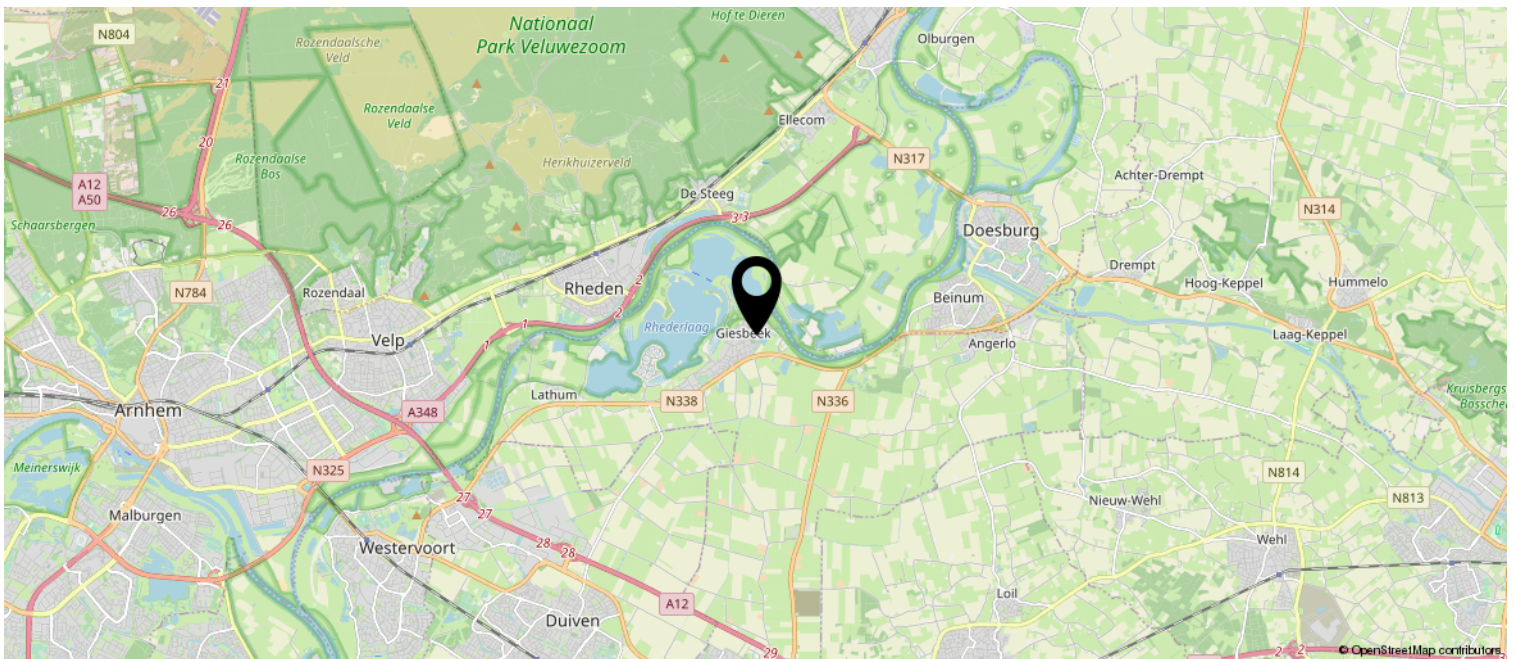 Nationaal
Park Veluwezoom
Hof te Dieren
Olburgen
N804
Rozendaalsche
Veld
21
Rozendaalse
Veld
Ellecom
20
Rozendaalse
Bos
Herikhuizerveld
N317
Achter-Drempt
A12
A50
De Steeg
26
26
Schaarsbergen
3
3
N314
Doesburg
Drempt
N784
Rozendaal
Rheden
2
2
Beinum
Hoog-Keppel
Hummelo
Velp
1
1
Rhederlaag
Giesbeek
Angerlo
Laag-Keppel
Lathum
N338
N336
Arnhem
A348
Meinerswijk
N325
27
27
N814
N813
Nieuw-Wehl
Malburgen
Westervoort
28
28
Wehl
A12
Loil
Duiven
29
2
2
3
© OpenStreetMap contributors